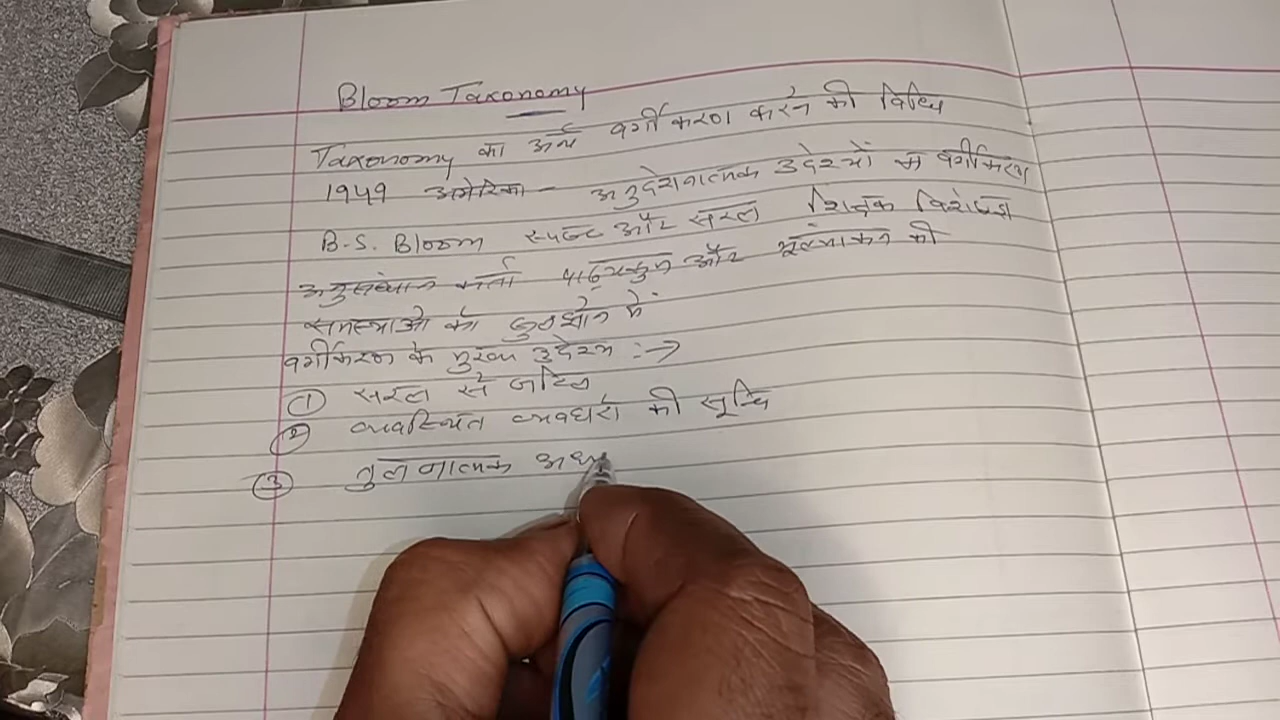 Bloom Taxonomy
Taxonomy का अर्थ वर्गीकरण करने की विधि
1949 अमेरिका - अनुदेशनात्मक उदेश्यों का वर्गीकरण
B.S. Bloom स्पष्ट और सरल शिक्षक विशेषज्ञ
अनुसंधान कर्ता पाठ्यक्रम और मूल्यांकन की
समस्याओ को सुलझाने में
वर्गीकरण के मुख्य उदेश्य :→
① सरल से जटिल
② व्यवस्थित व्यवहारो की सूचि
③ तुलनात्मक अध्य